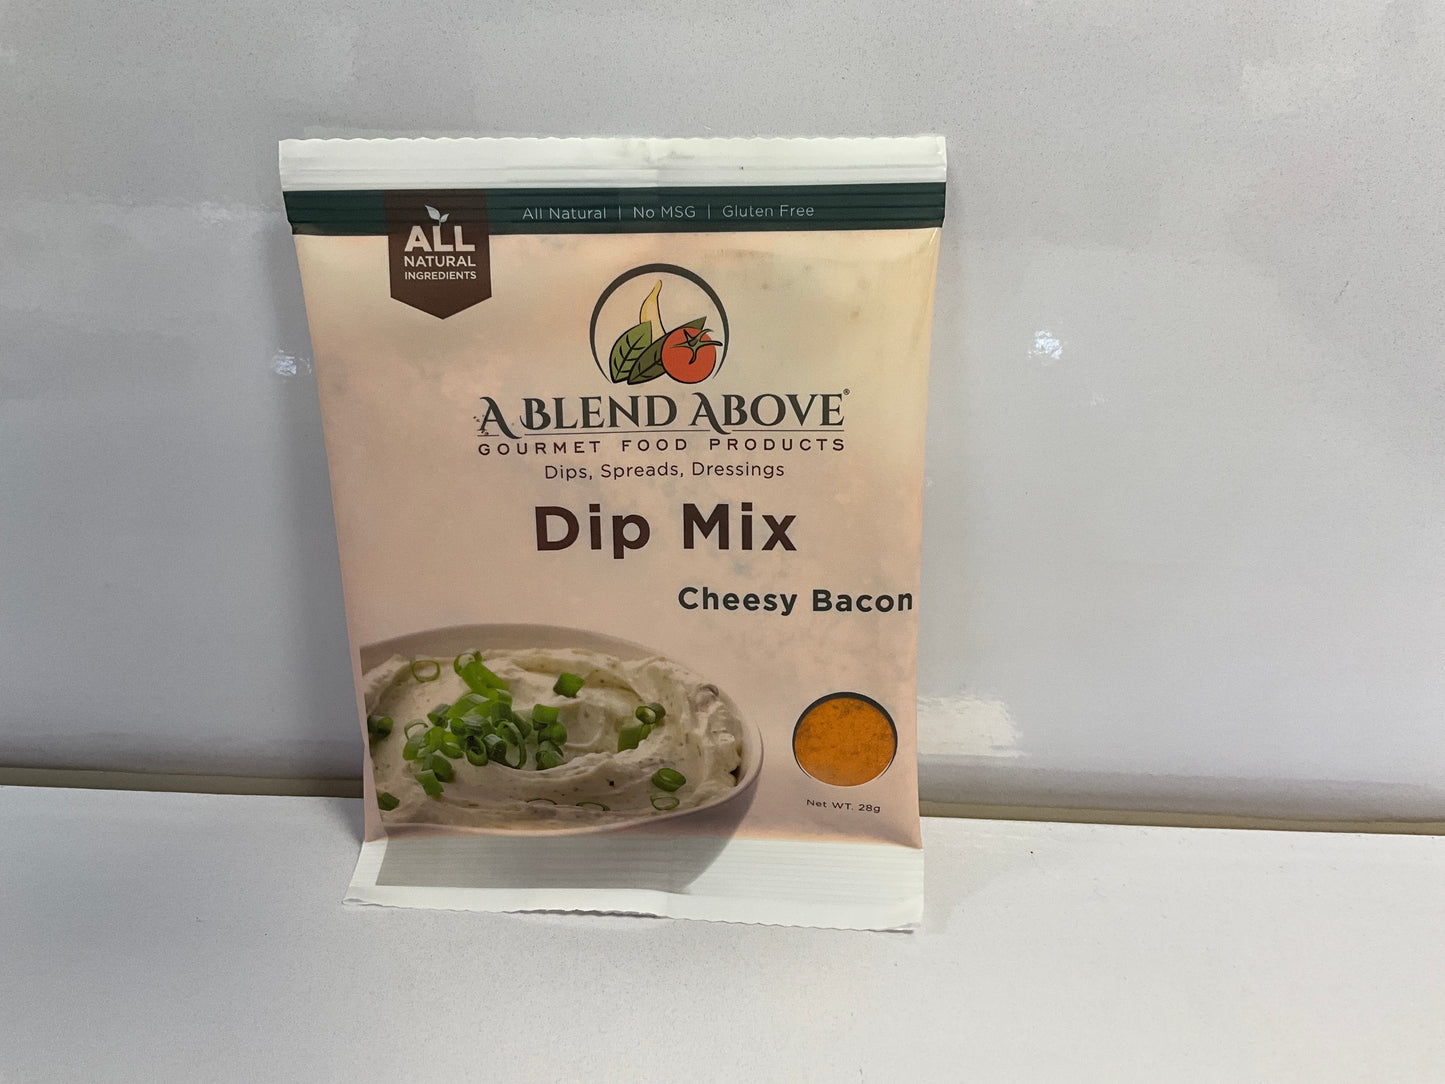 All Natural | No MSG | Gluten Free
ALL
NATURAL
INGREDIENTS
A BLEND ABOVE®
GOURMET FOOD PRODUCTS
Dips, Spreads, Dressings
Dip Mix
Cheesy Bacon
Net WT. 28g